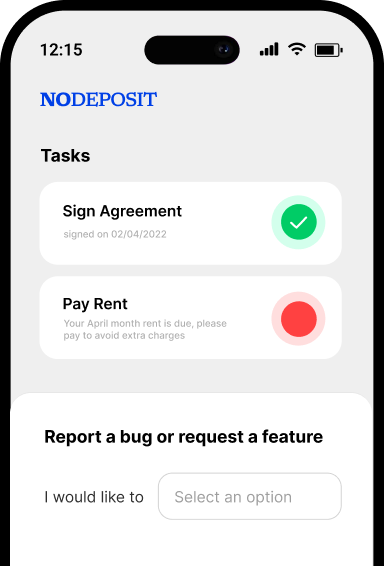 12:15
NODEPOSIT
Tasks
Sign Agreement
signed on 02/04/2022
Pay Rent
Your April month rent is due, please
pay to avoid extra charges
Report a bug or request a feature
I would like to Select an option